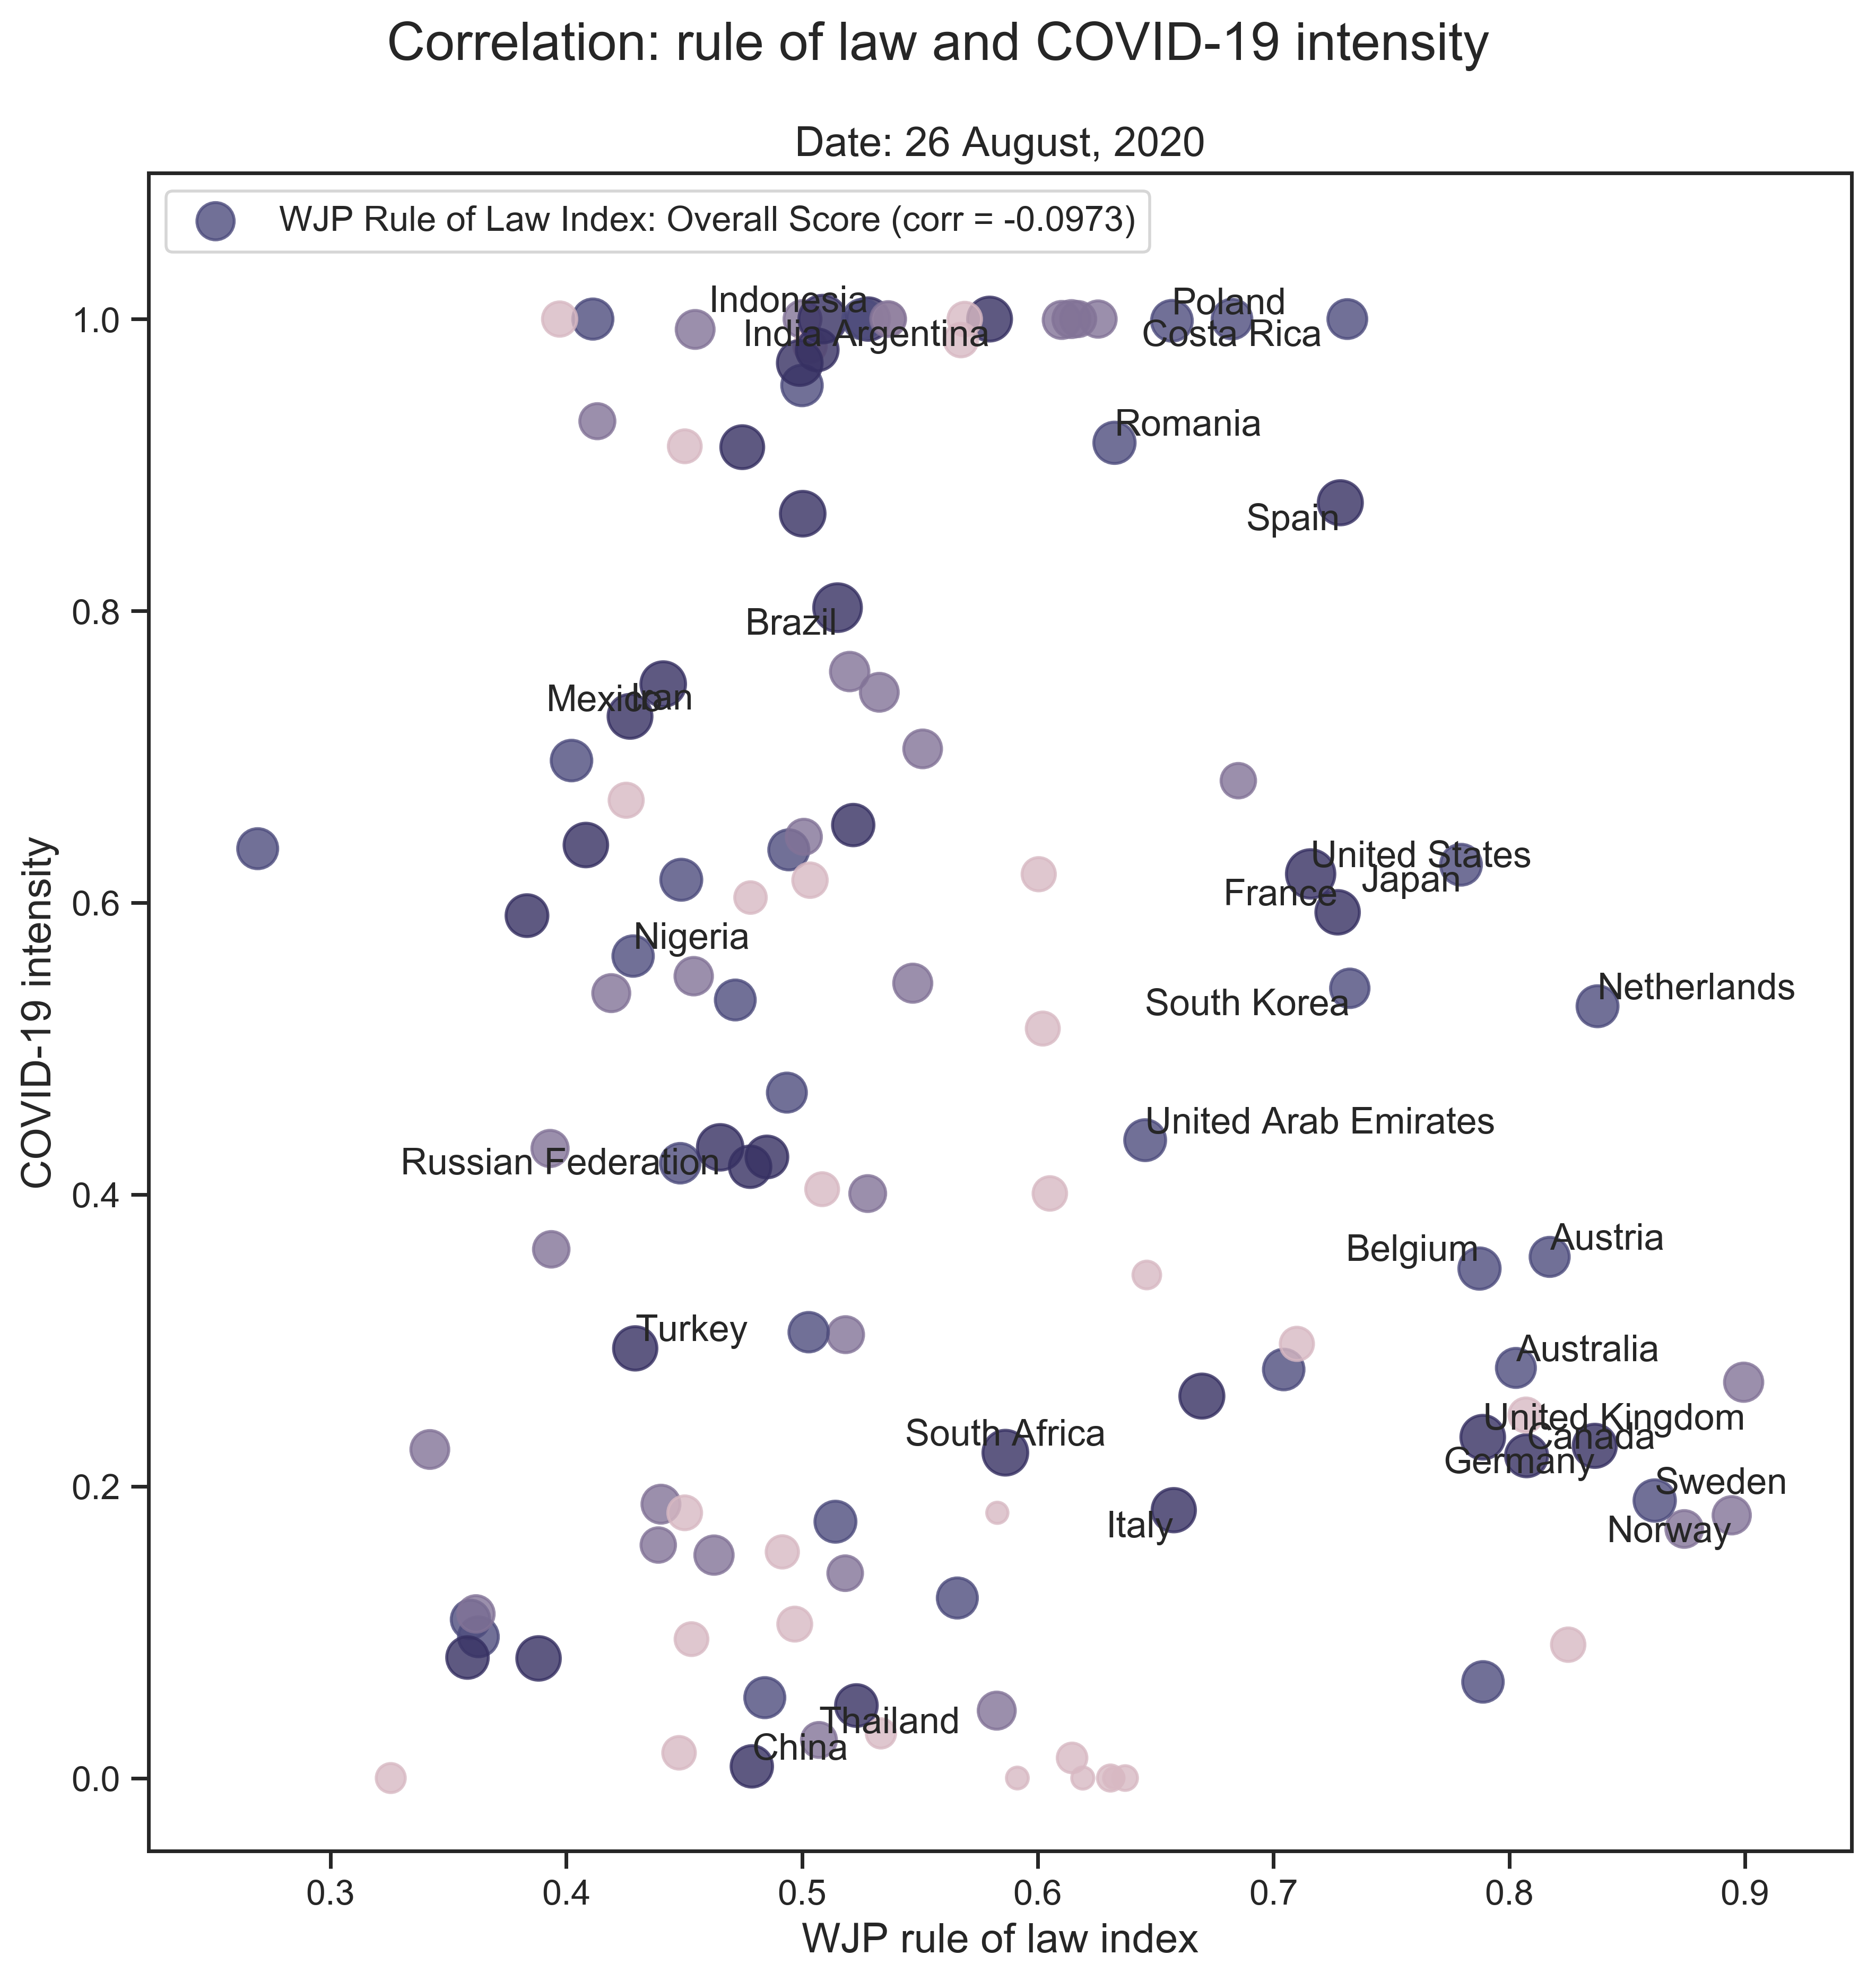 Correlation: rule of law and COVID-19 intensity
Date: 26 August, 2020
WJP Rule of Law Index: Overall Score (corr = -0.0973)
Indonesia
Poland
1.0
India
Argentina
Costa Rica
Romania
Spain
0.8
Brazil
Mexico
Iran
United States
Japan
France
0.6
Nigeria
Netherlands
South Korea
COVID-19 intensity
United Arab Emirates
Russian Federation
0.4
Austria
Belgium
Turkey
Australia
United Kingdom
South Africa
Canada
Germany
0.2
Sweden
Italy
Norway
Thailand
China
0.0
0.3 0.4 0.5 0.6 0.7 0.8 0.9
WJP rule of law index